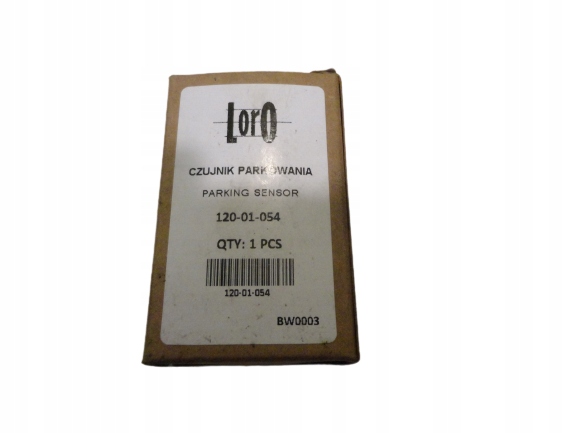 LorO
CZUJNIK PARKOWANIA
PARKING SENSOR
120-01-054
QTY: 1 PCS
120-01-054
BW0003